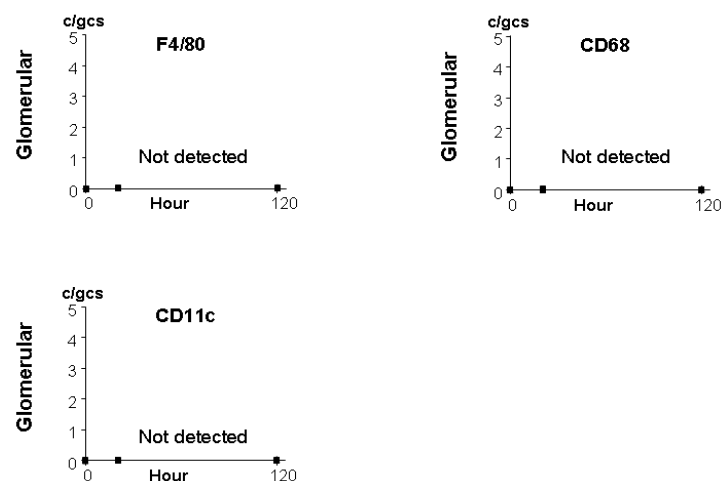 c/gcs
F4/80
Glomerular
5
4
3
2
1
0
Not detected
0
Hour
120
c/gcs
CD68
Glomerular
5
4
3
2
1
0
Not detected
0
Hour
120
c/gcs
CD11c
Glomerular
5
4
3
2
1
0
Not detected
0
Hour
120